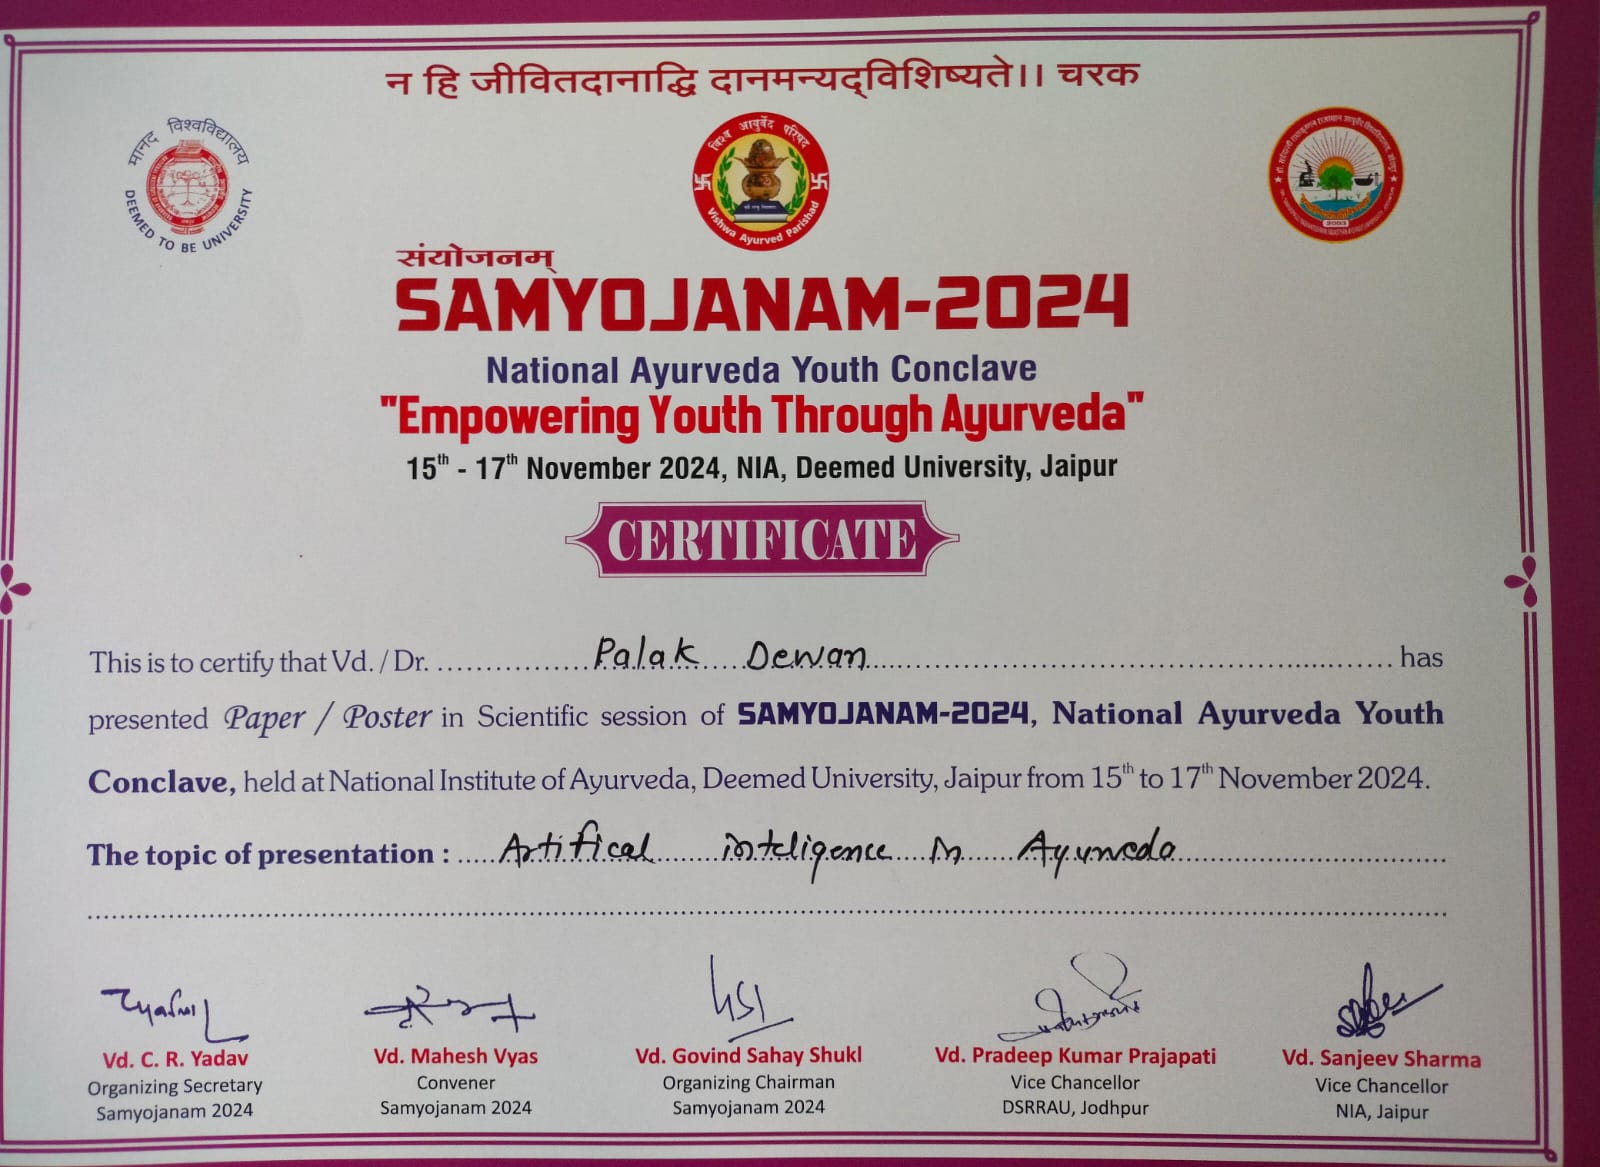 न हि जीवितदानाद्धि दानमन्यद्विशिष्यते।। चरक
मानद विश्वविद्यालय
DEEMED TO BE UNIVERSITY
विश्व आयुर्वेद परिषद
Vishwa Ayurved Parishad
संयोजनम्
SAMYOJANAM-2024
National Ayurveda Youth Conclave
"Empowering Youth Through Ayurveda"
15th - 17th November 2024, NIA, Deemed University, Jaipur
CERTIFICATE
This is to certify that Vd. / Dr. Palak Dewan has
presented Paper / Poster in Scientific session of SAMYOJANAM-2024, National Ayurveda Youth
Conclave, held at National Institute of Ayurveda, Deemed University, Jaipur from 15th to 17th November 2024.
The topic of presentation : Artifical inteligence in Ayurveda
Vd. C. R. Yadav
Organizing Secretary
Samyojanam 2024
Vd. Mahesh Vyas
Convener
Samyojanam 2024
Vd. Govind Sahay Shukl
Organizing Chairman
Samyojanam 2024
Vd. Pradeep Kumar Prajapati
Vice Chancellor
DSRRAU, Jodhpur
Vd. Sanjeev Sharma
Vice Chancellor
NIA, Jaipur